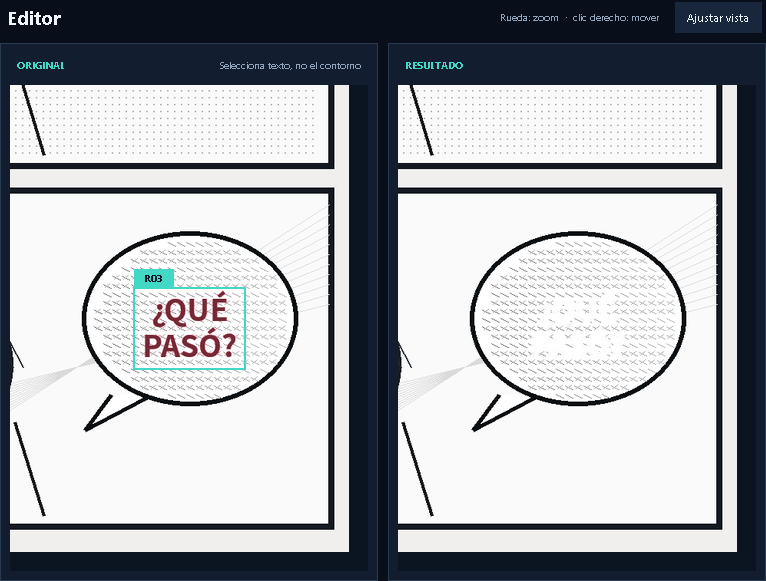 Editor
Rueda: zoom · clic derecho: mover
Ajustar vista
ORIGINAL
Selecciona texto, no el contorno
RESULTADO
R03
¿QUÉ
PASÓ?